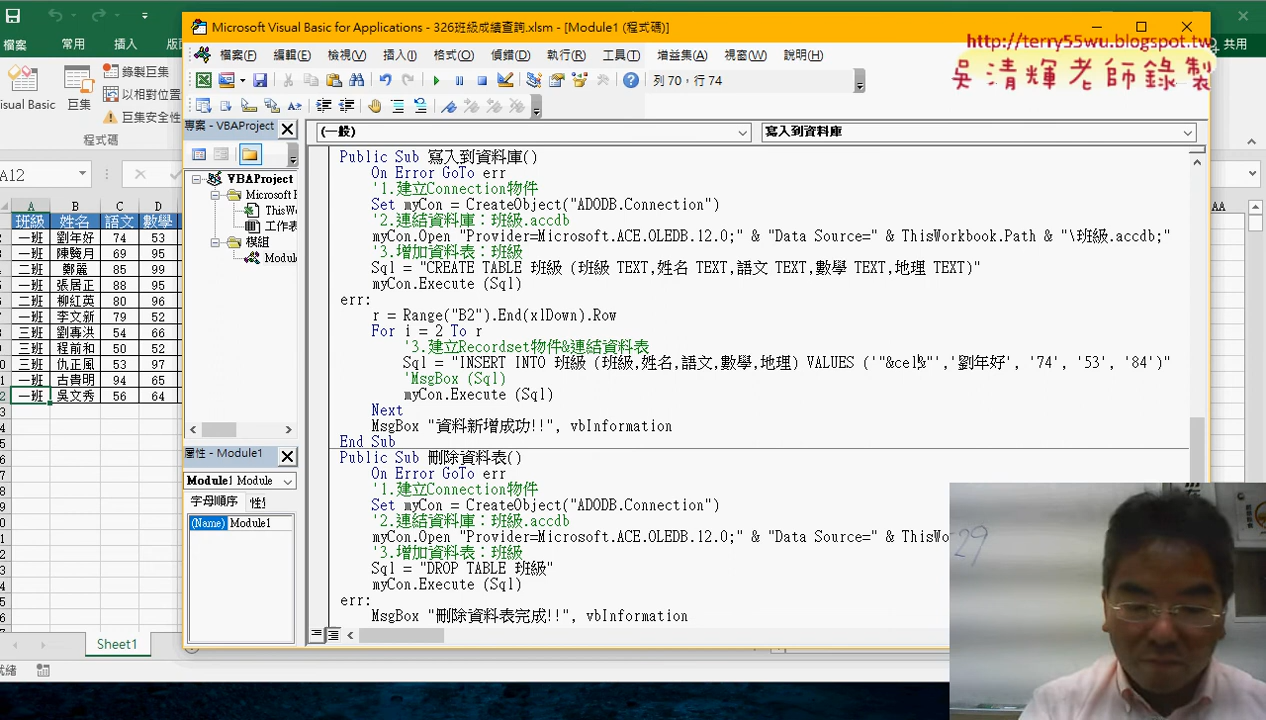 Microsoft Visual Basic for Applications - 326班級成績查詢.xlsm - [Module1 (程式碼)]
http://terry55wu.blogspot.tw
吳清輝老師錄製
檔案 常用 插入
共用
檔案(F) 編輯(E) 檢視(V) 插入(I) 格式(O) 偵錯(D) 執行(R) 工具(T) 增益集(A) 視窗(W) 說明(H)
列 70，行 74
isual Basic 巨集
錄製巨集
以相對位置
巨集安全性
程式碼
專案 - VBAProject
VBAProject
Microsoft
ThisWo
工作表
模組
Modul
屬性 - Module1
Module1 Module
字母順序
(Name) Module1
A12
A B C D
AA
班級 姓名 語文 數學
一班 劉年好 74 53
一班 陳豔月 69 95
二班 鄭麗 85 99
一班 張居正 88 95
二班 柳紅英 80 96
一班 李文新 79 52
三班 劉壽洪 54 66
三班 程前和 50 52
三班 仇正風 53 97
一班 古貴明 94 65
一班 吳文秀 56 64
Sheet1
(一般) 寫入到資料庫
Public Sub 寫入到資料庫()
On Error GoTo err
'1.建立Connection物件
Set myCon = CreateObject("ADODB.Connection")
'2.連結資料庫：班級.accdb
myCon.Open "Provider=Microsoft.ACE.OLEDB.12.0;" & "Data Source=" & ThisWorkbook.Path & "\班級.accdb;"
'3.增加資料表：班級
Sql = "CREATE TABLE 班級 (班級 TEXT,姓名 TEXT,語文 TEXT,數學 TEXT,地理 TEXT)"
myCon.Execute (Sql)
err:
r = Range("B2").End(xlDown).Row
For i = 2 To r
'3.建立Recordset物件&連結資料表
Sql = "INSERT INTO 班級 (班級,姓名,語文,數學,地理) VALUES ('"&cel&"','劉年好', '74', '53', '84')"
'MsgBox (Sql)
myCon.Execute (Sql)
Next
MsgBox "資料新增成功!!", vbInformation
End Sub
Public Sub 刪除資料表()
On Error GoTo err
'1.建立Connection物件
Set myCon = CreateObject("ADODB.Connection")
'2.連結資料庫：班級.accdb
myCon.Open "Provider=Microsoft.ACE.OLEDB.12.0;" & "Data Source=" & ThisWo
'3.增加資料表：班級
Sql = "DROP TABLE 班級"
myCon.Execute (Sql)
err:
MsgBox "刪除資料表完成!!", vbInformation
29